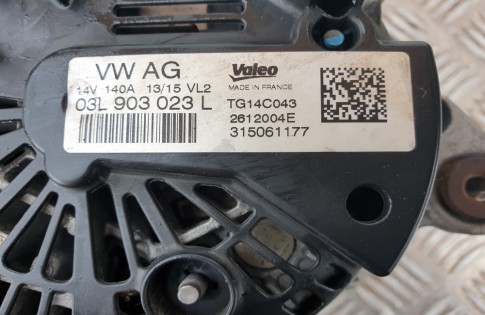 VW AG
14V 140A 13/15 VL2
03L 903 023 L
Valeo
MADE IN FRANCE
TG14C043
2612004E
315061177